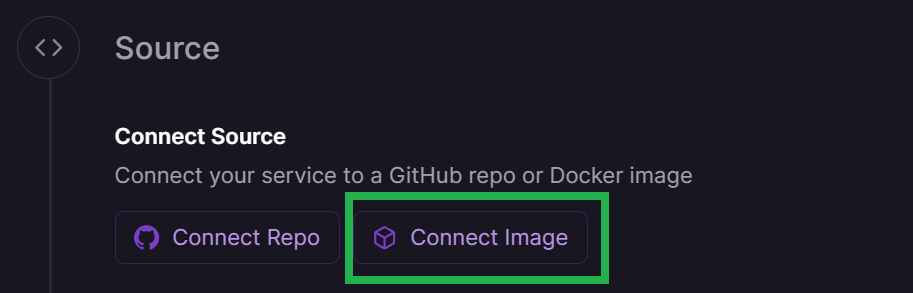 Source
Connect Source
Connect your service to a GitHub repo or Docker image
Connect Repo Connect Image